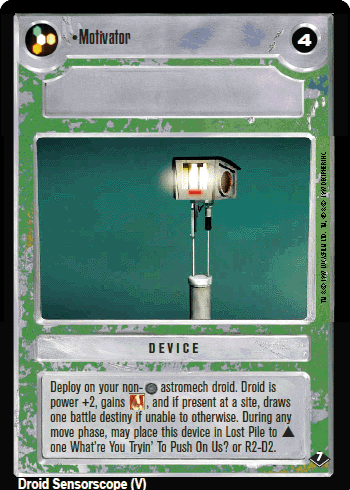 •Motivator
4
DEVICE
Deploy on your non- astromech droid. Droid is
power +2, gains , and if present at a site, draws
one battle destiny if unable to otherwise. During any
move phase, may place this device in Lost Pile to ▲
one What're You Tryin' To Push On Us? or R2-D2.
7
Droid Sensorscope (V)